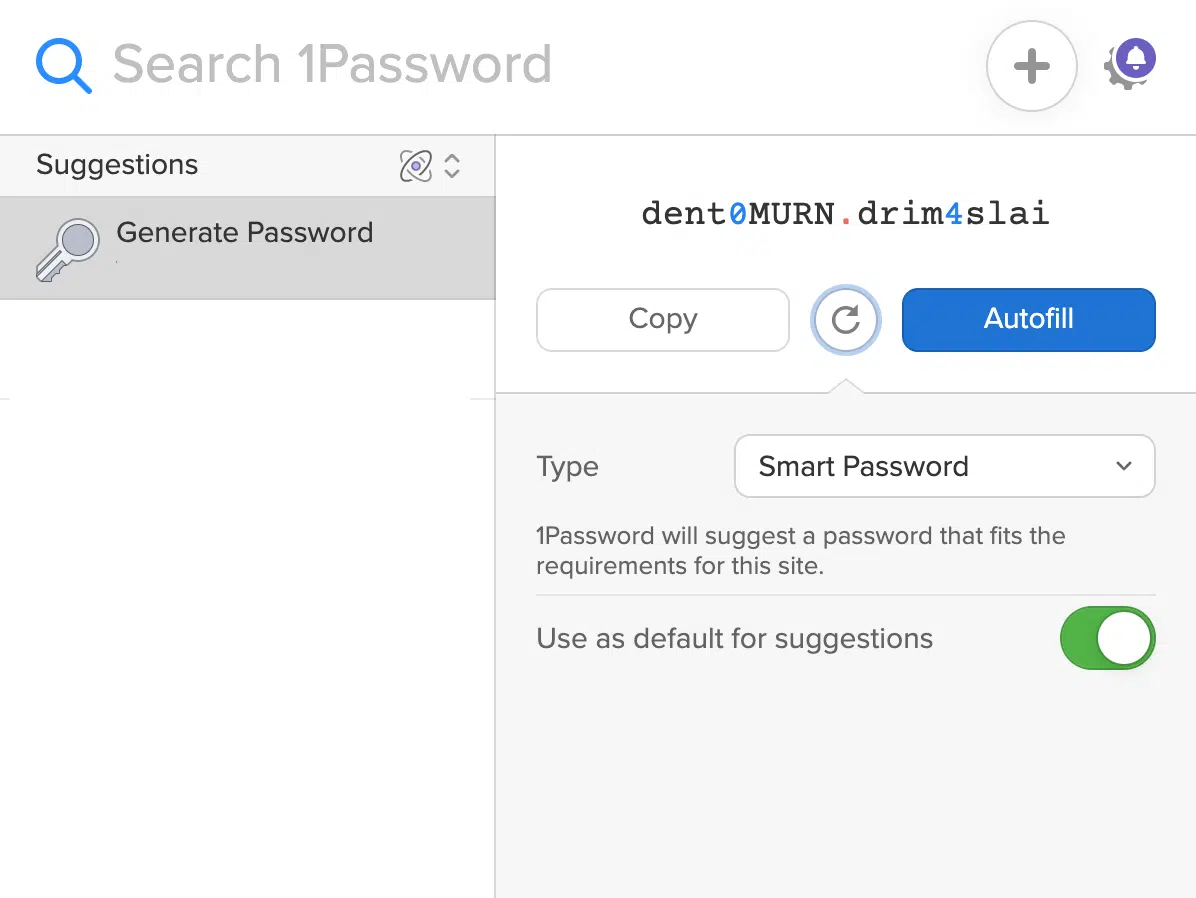 Search 1Password
Suggestions
Generate Password
dent0MURN.drim4slai
Copy
Autofill
Type
Smart Password
1Password will suggest a password that fits the
requirements for this site.
Use as default for suggestions